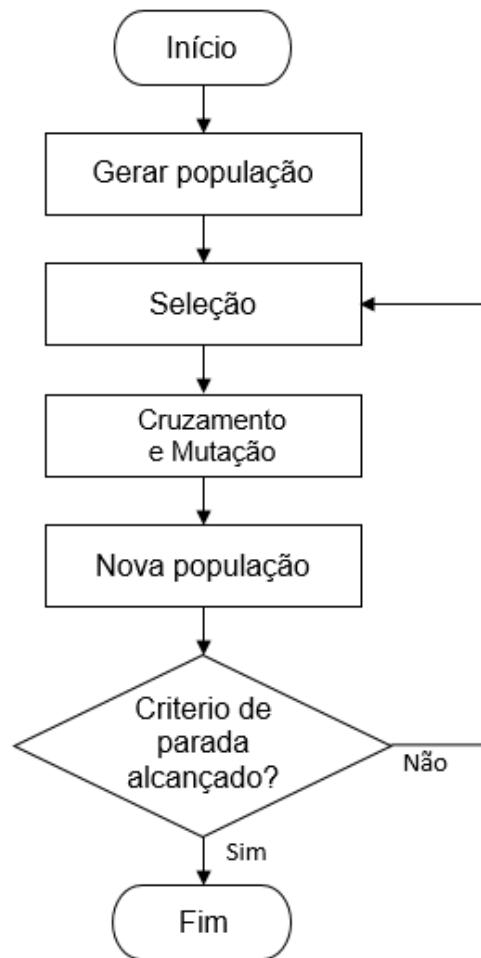 Início
Gerar população
Seleção
Cruzamento
e Mutação
Nova população
Criterio de
parada
alcançado?
Não
Sim
Fim